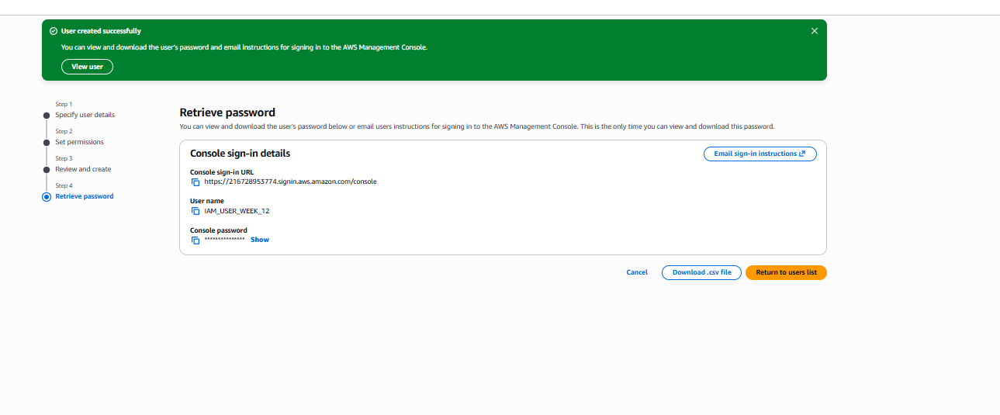 User created successfully
You can view and download the user's password and email instructions for signing in to the AWS Management Console.
View user
Step 1
Specify user details
Step 2
Set permissions
Step 3
Review and create
Step 4
Retrieve password
Retrieve password
You can view and download the user's password below or email users instructions for signing in to the AWS Management Console. This is the only time you can view and download this password.
Console sign-in details
Email sign-in instructions
Console sign-in URL
https://216728953774.signin.aws.amazon.com/console
User name
IAM_USER_WEEK_12
Console password
*************** Show
Cancel
Download .csv file
Return to users list